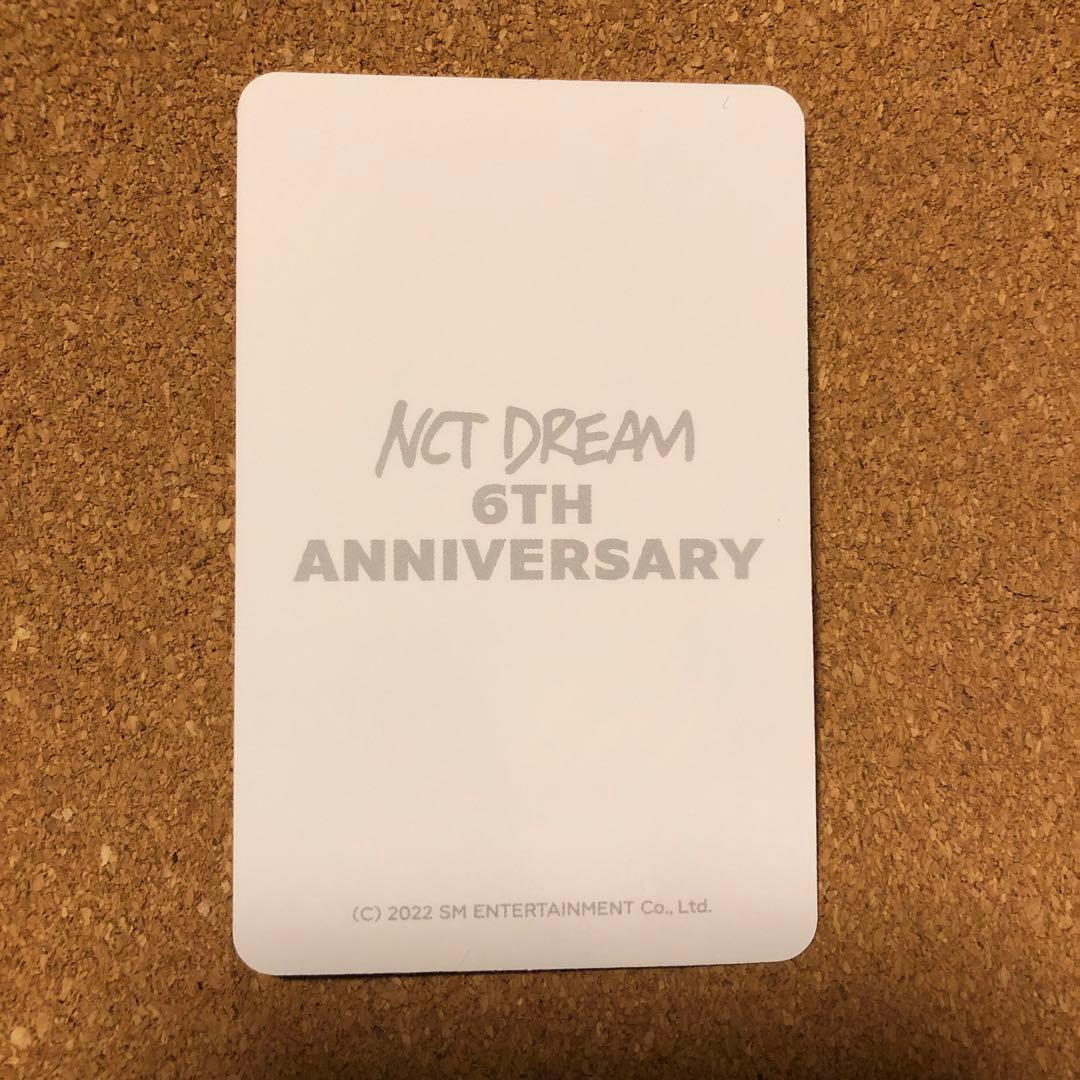 NCT DREAM
6TH
ANNIVERSARY
(C) 2022 SM ENTERTAINMENT Co., Ltd.